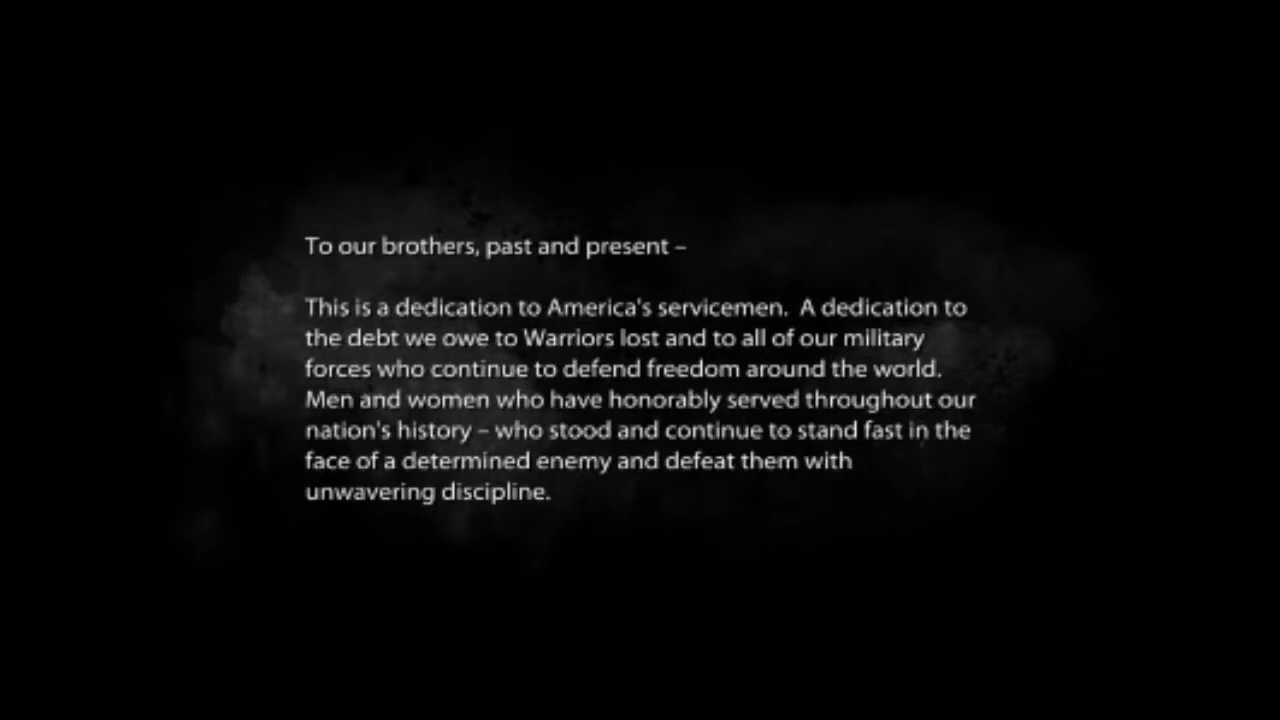 To our brothers, past and present –
This is a dedication to America's servicemen.  A dedication to
the debt we owe to Warriors lost and to all of our military
forces who continue to defend freedom around the world.
Men and women who have honorably served throughout our
nation's history – who stood and continue to stand fast in the
face of a determined enemy and defeat them with
unwavering discipline.